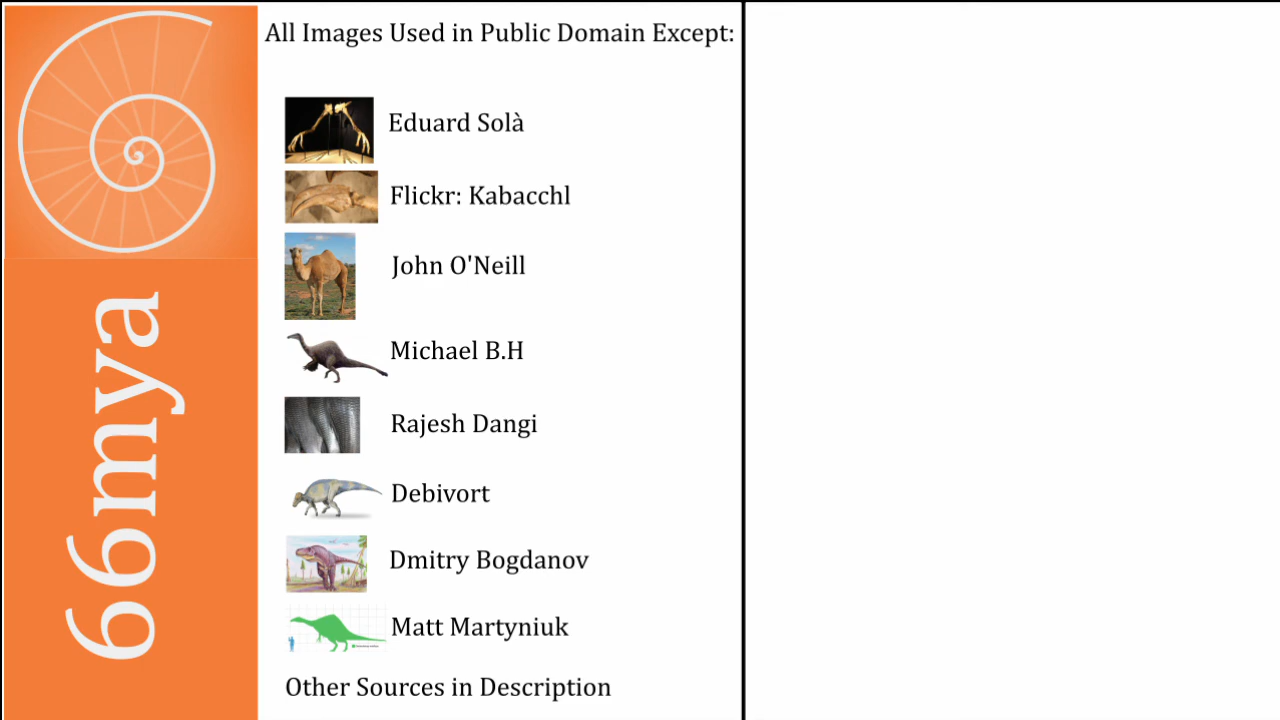 66mya
All Images Used in Public Domain Except:
Eduard Solà
Flickr: Kabacchl
John O'Neill
Michael B.H
Rajesh Dangi
Debivort
Dmitry Bogdanov
Matt Martyniuk
Other Sources in Description